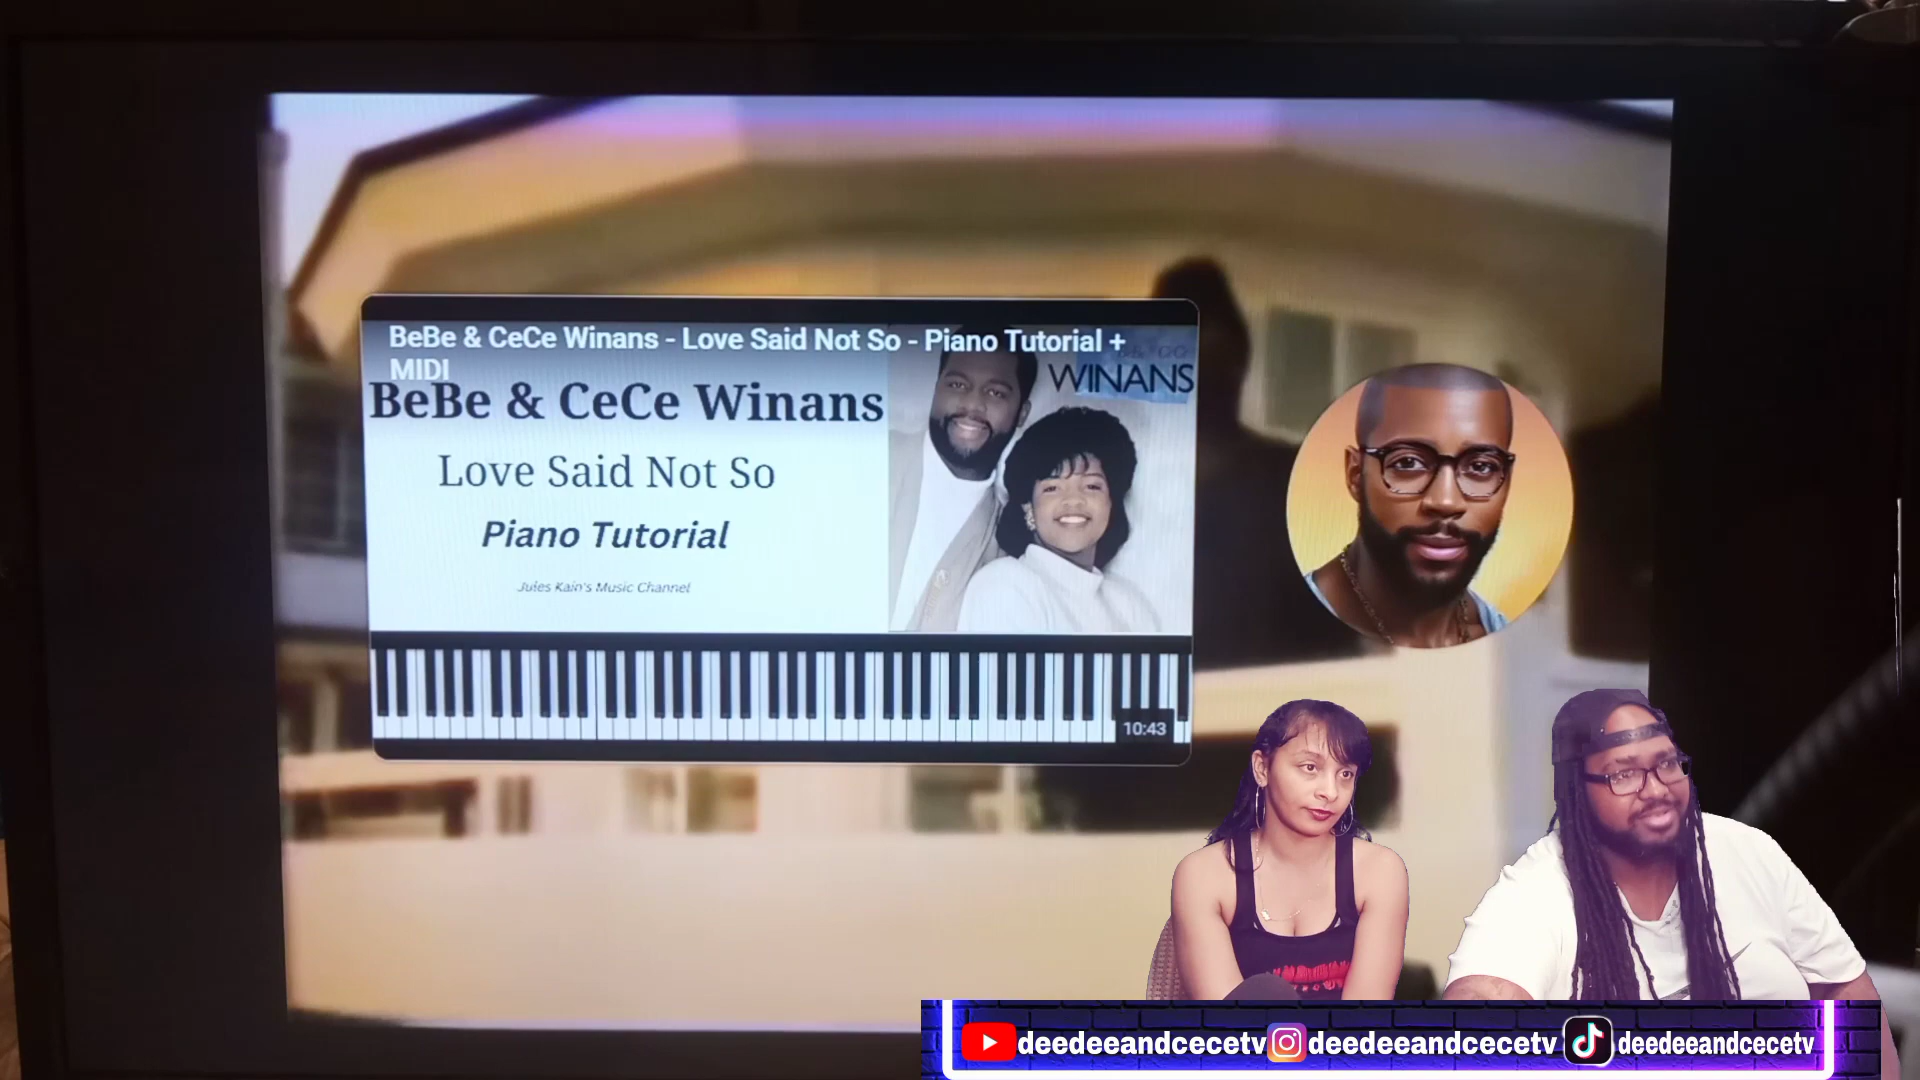 BeBe & CeCe Winans - Love Said Not So - Piano Tutorial +
MIDI
WINANS
BeBe & CeCe Winans
Love Said Not So
Piano Tutorial
Jules Kain's Music Channel
10:43
deedeeandcecetv deedeeandcecetv deedeeandcecetv